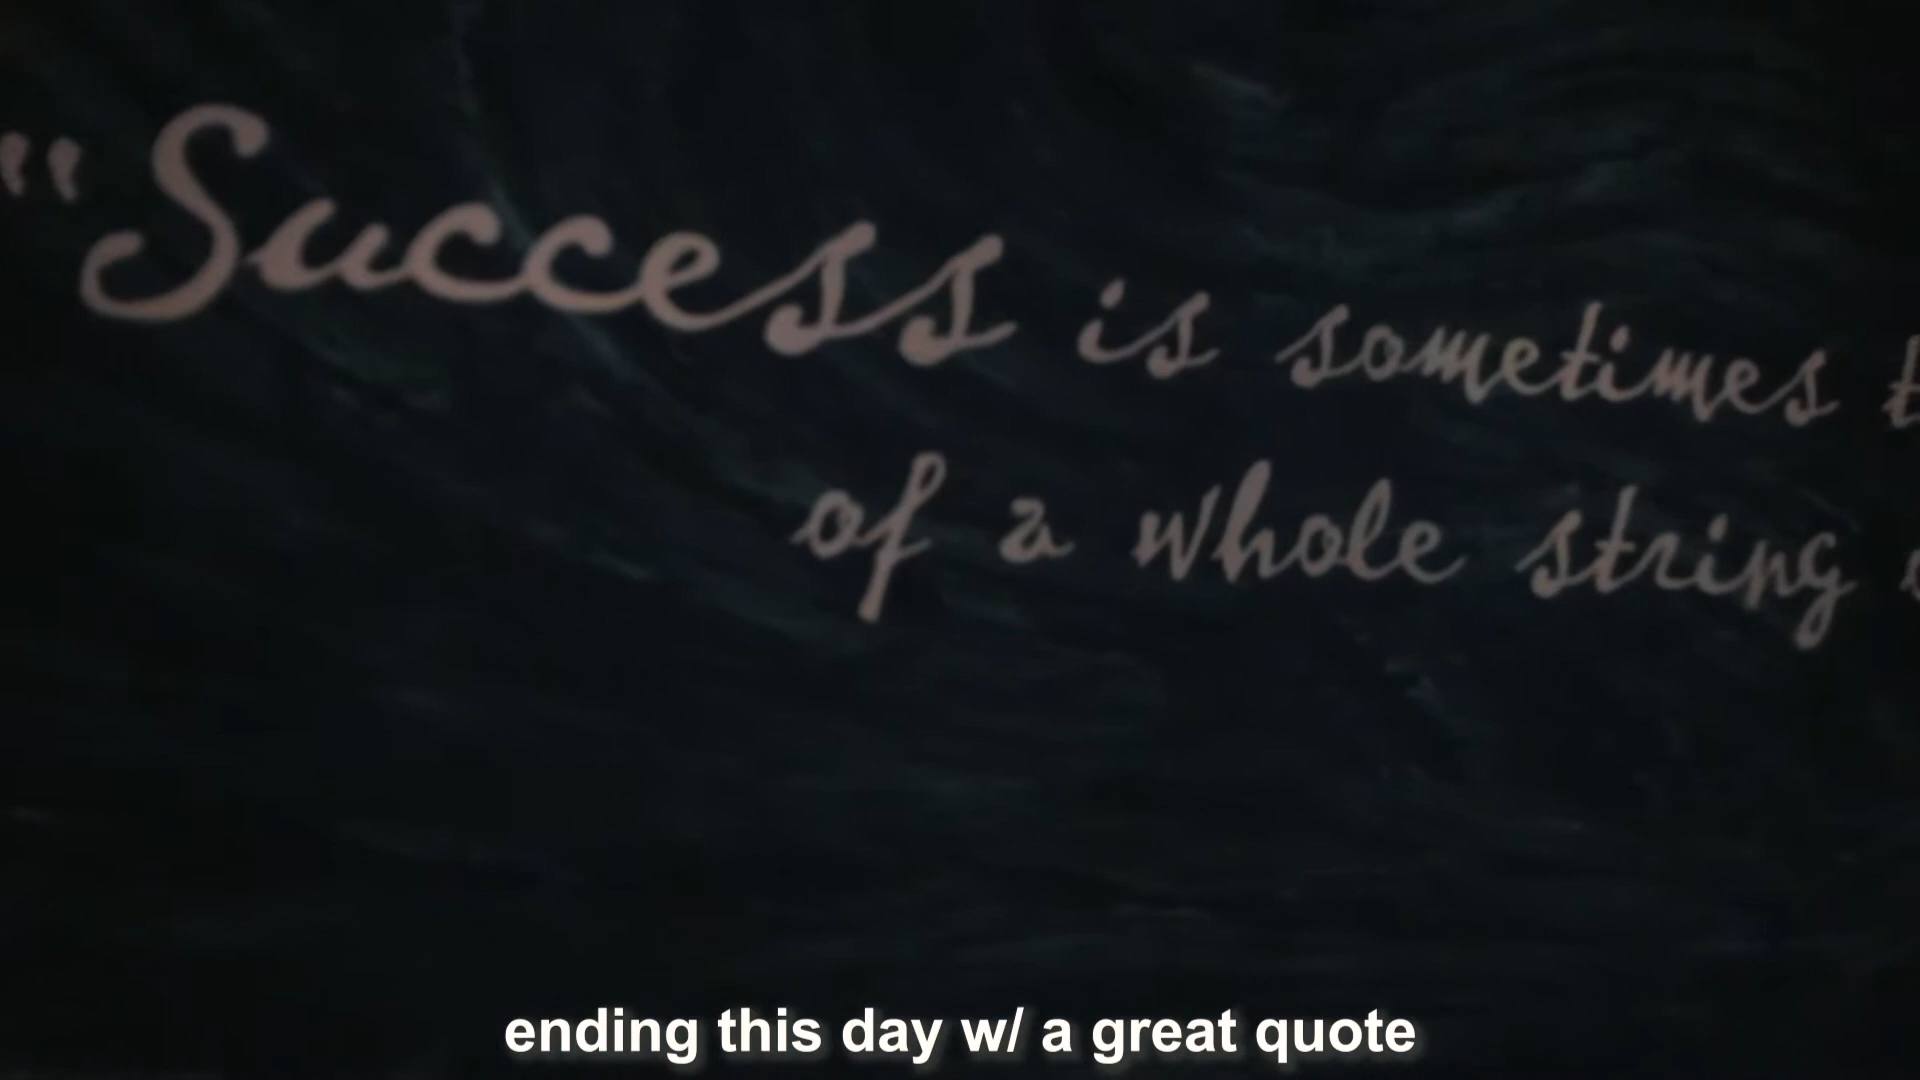 "Success is sometimes t
of a whole string
ending this day w/ a great quote